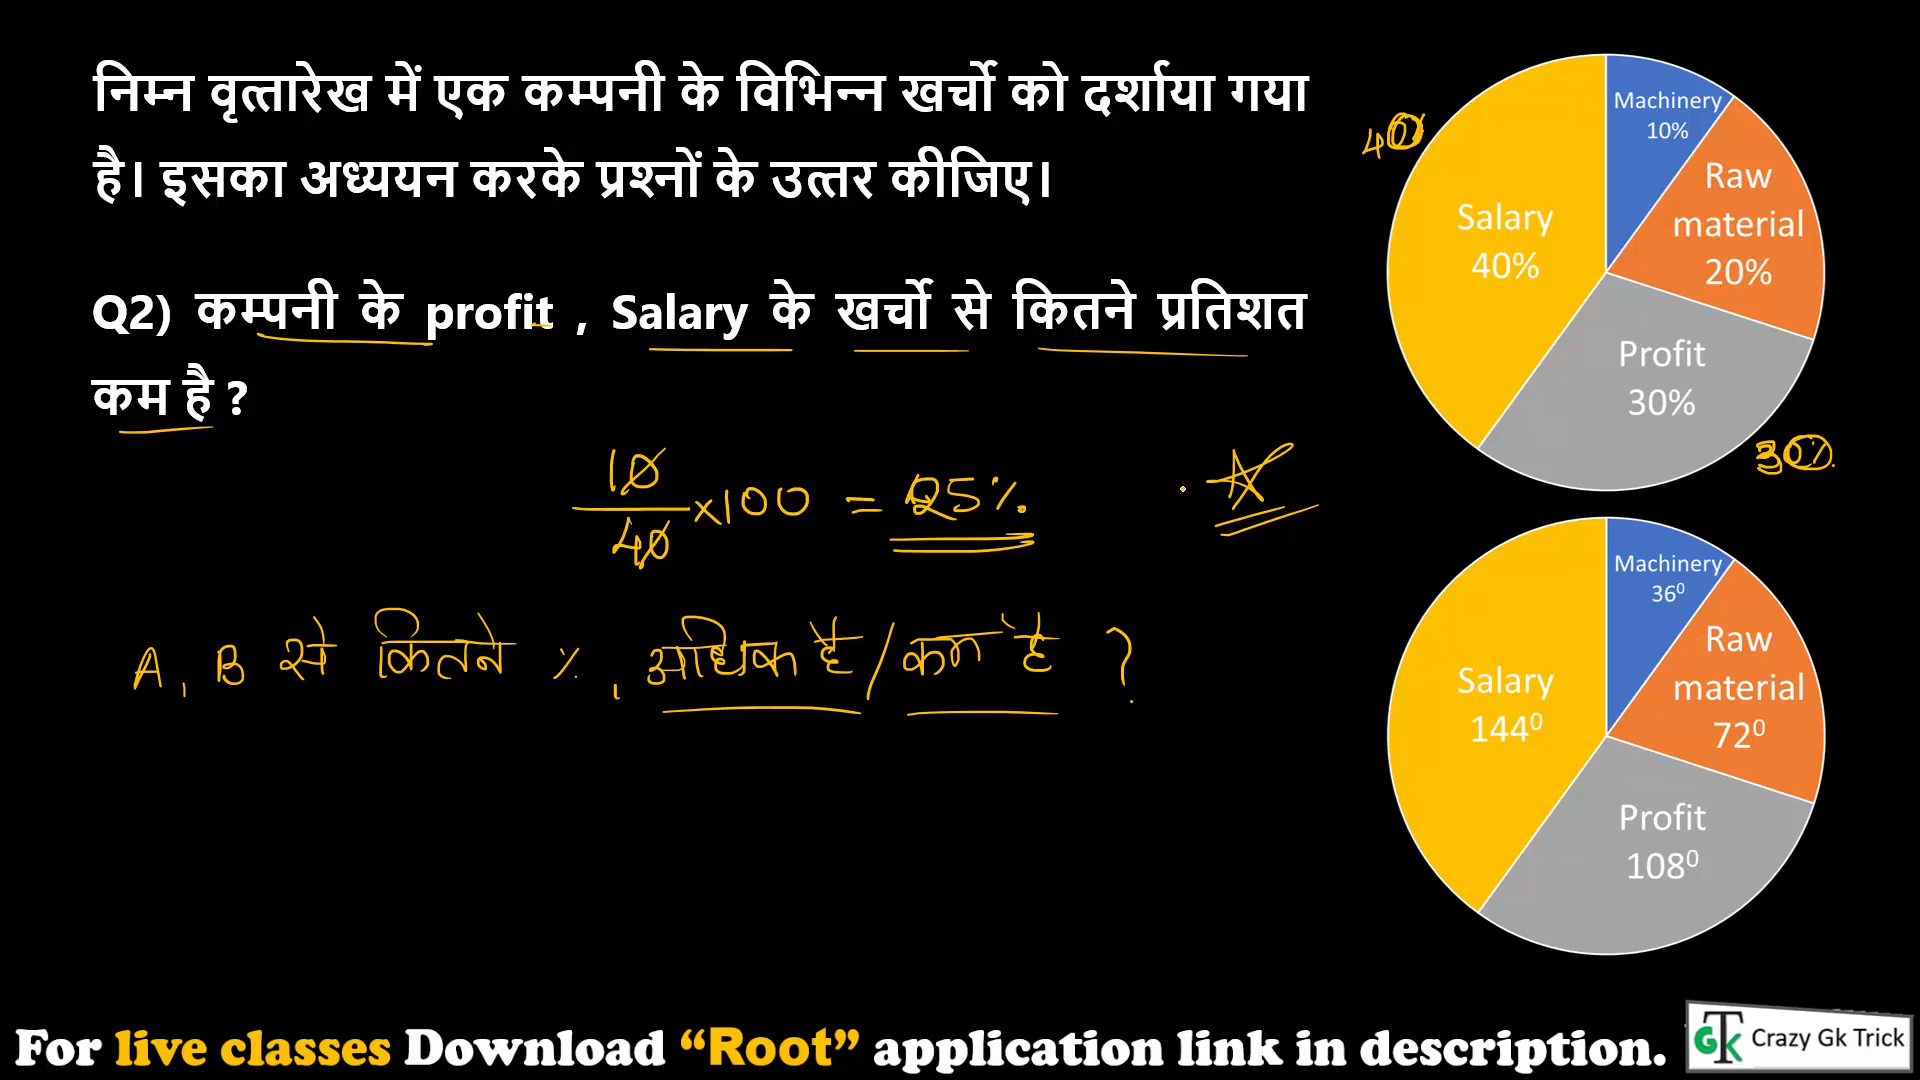 निम्न वृत्तारेख में एक कम्पनी के विभिन्न खर्चो को दर्शाया गया
है। इसका अध्ययन करके प्रश्नों के उत्तर कीजिए।
Q2) कम्पनी के profit , Salary के खर्चो से कितने प्रतिशत
कम है ?
10
40
×100 = 25%.
A, B से कितने %, अधिक है / कम है ?
40
Machinery
10%
Raw
material
20%
Salary
40%
Profit
30%
30%
Machinery
36⁰
Raw
material
72⁰
Salary
144⁰
Profit
108⁰
For live classes Download “Root” application link in description.
GTK Crazy Gk Trick